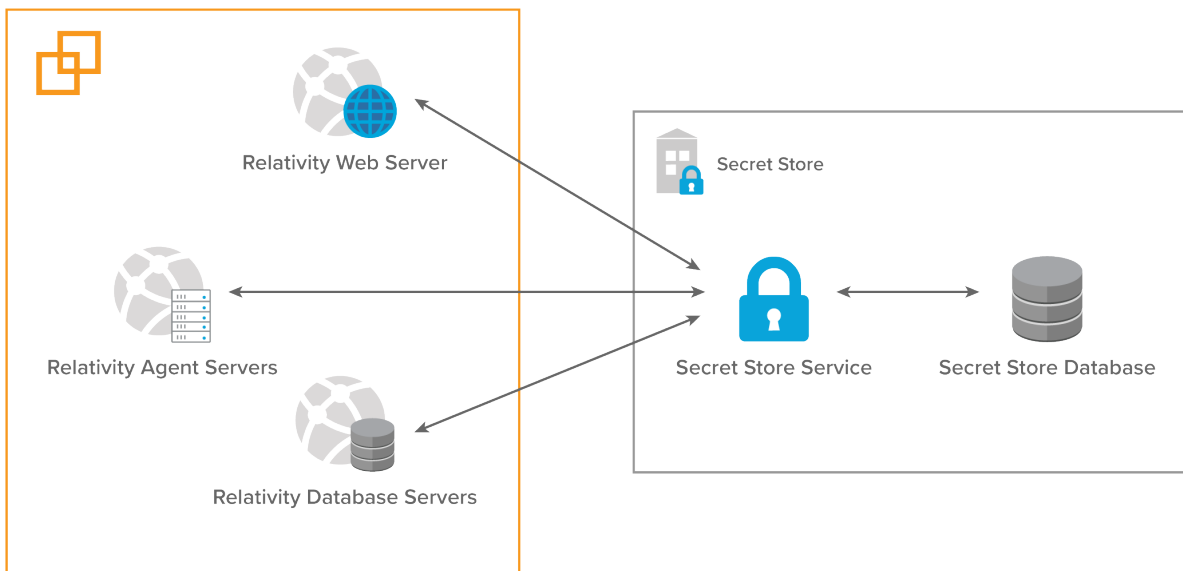 Relativity Web Server
Secret Store
Relativity Agent Servers
Secret Store Service
Secret Store Database
Relativity Database Servers